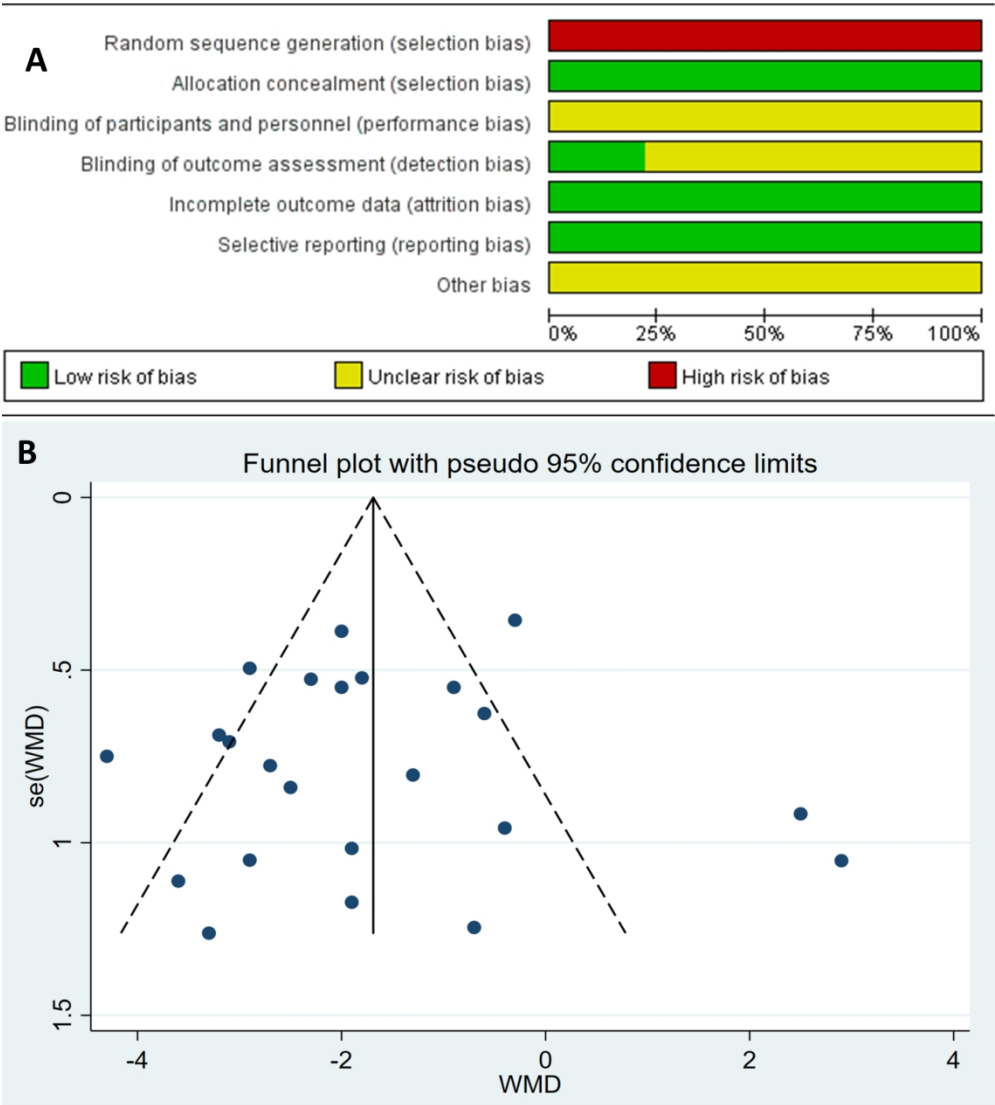 A
Random sequence generation (selection bias)
Allocation concealment (selection bias)
Blinding of participants and personnel (performance bias)
Blinding of outcome assessment (detection bias)
Incomplete outcome data (attrition bias)
Selective reporting (reporting bias)
Other bias
0% 25% 50% 75% 100%
Low risk of bias Unclear risk of bias High risk of bias
B
Funnel plot with pseudo 95% confidence limits
0
.5
1
1.5
se(WMD)
-4 -2 0 2 4
WMD